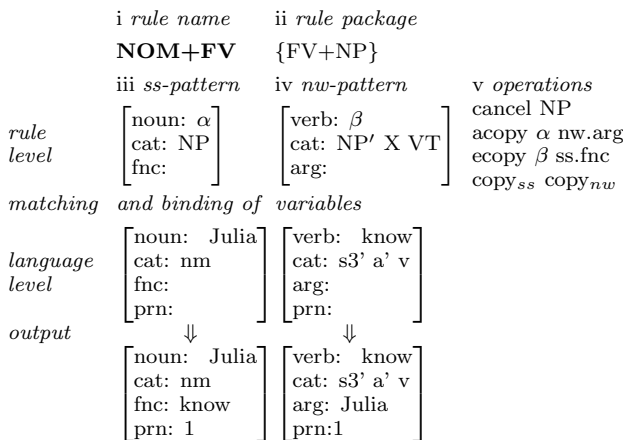 i rule name ii rule package
NOM+FV {FV+NP}
iii ss-pattern iv nw-pattern v operations
rule level
noun: α
cat: NP
fnc:
verb: β
cat: NP′ X VT
arg:
cancel NP
acopy α nw.arg
ecopy β ss.fnc
copyss copynw
matching and binding of variables
language level
noun: Julia
cat: nm
fnc:
prn:
verb: know
cat: s3' a' v
arg:
prn:
output ⇓ ⇓
noun: Julia
cat: nm
fnc: know
prn: 1
verb: know
cat: s3' a' v
arg: Julia
prn:1